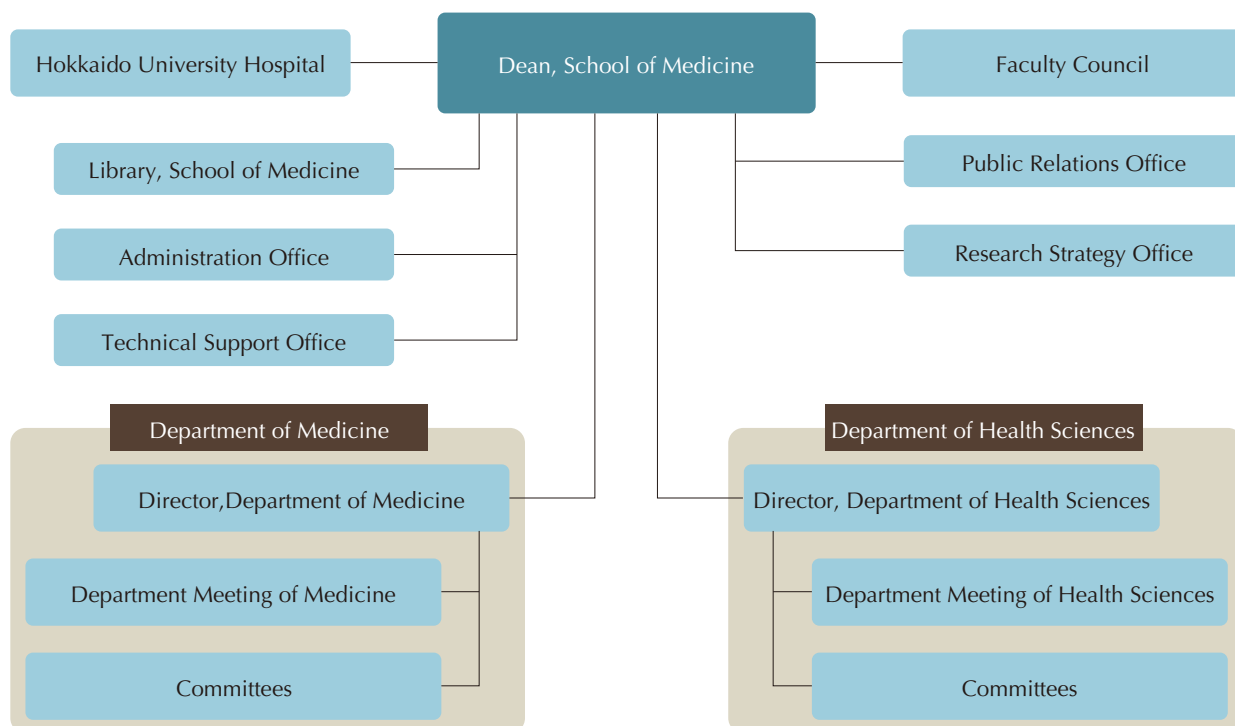 Hokkaido University Hospital
Dean, School of Medicine
Faculty Council
Library, School of Medicine
Public Relations Office
Administration Office
Research Strategy Office
Technical Support Office
Department of Medicine
Director,Department of Medicine
Department Meeting of Medicine
Committees
Department of Health Sciences
Director, Department of Health Sciences
Department Meeting of Health Sciences
Committees